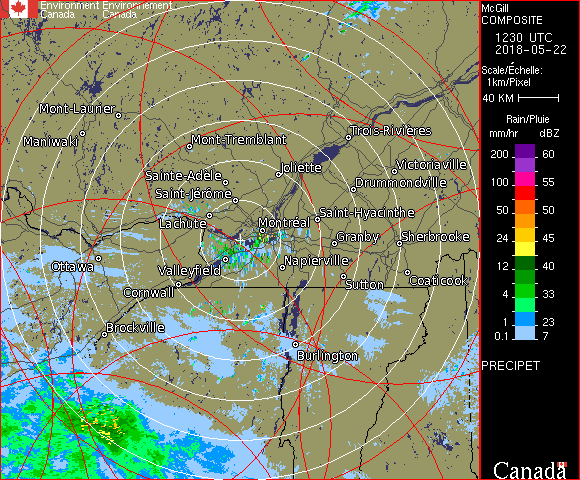 Environment Environnement
Canada Canada
McGill
COMPOSITE
1230 UTC
2018-05-22
Scale/Échelle:
1km/Pixel
40 KM
Rain/Pluie
mm/hr dBZ
200 60
100 55
50 50
24 45
12 40
4 33
1 23
0.1 7
PRECIPET
Canada
Mont-Laurier
Maniwaki
Mont-Tremblant
Trois-Rivières
Sainte-Adèle
Joliette
Victoriaville
Saint-Jérôme
Drummondville
Lachute
Montréal
Saint-Hyacinthe
Granby
Sherbrooke
Ottawa
Valleyfield
Napierville
Cornwall
Sutton
Coaticook
Brockville
Burlington